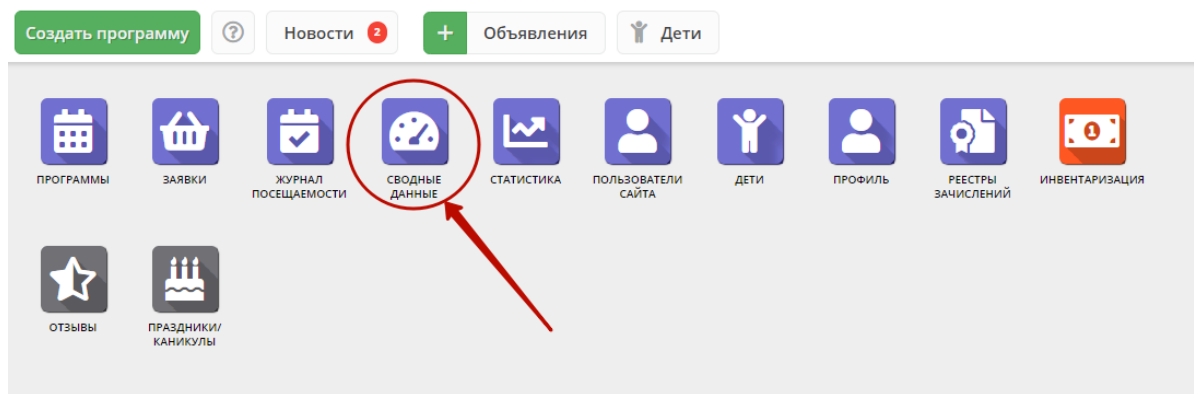 Создать программу
?
Новости 2
+ Объявления
Дети
ПРОГРАММЫ
ЗАЯВКИ
ЖУРНАЛ
ПОСЕЩАЕМОСТИ
СВОДНЫЕ
ДАННЫЕ
СТАТИСТИКА
ПОЛЬЗОВАТЕЛИ
САЙТА
ДЕТИ
ПРОФИЛЬ
РЕЕСТРЫ
ЗАЧИСЛЕНИЙ
1
ИНВЕНТАРИЗАЦИЯ
ОТЗЫВЫ
ПРАЗДНИКИ/
КАНИКУЛЫ